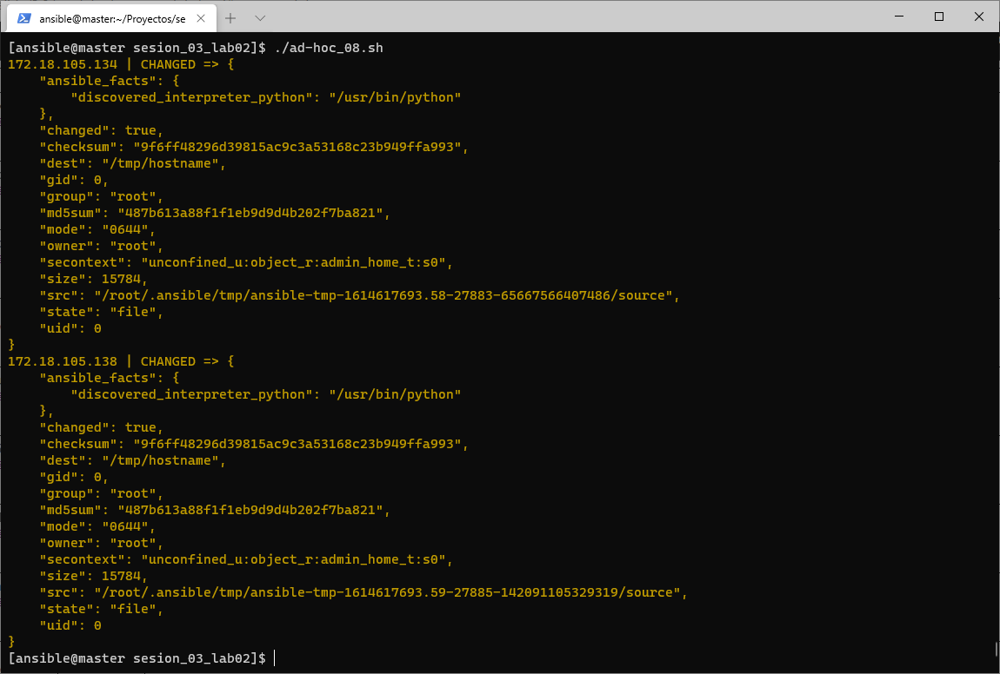 ansible@master:~/Proyectos/se
[ansible@master sesion_03_lab02]$ ./ad-hoc_08.sh
172.18.105.134 | CHANGED => {
    "ansible_facts": {
        "discovered_interpreter_python": "/usr/bin/python"
    },
    "changed": true,
    "checksum": "9f6ff48296d39815ac9c3a53168c23b949ffa993",
    "dest": "/tmp/hostname",
    "gid": 0,
    "group": "root",
    "md5sum": "487b613a88f1f1eb9d9d4b202f7ba821",
    "mode": "0644",
    "owner": "root",
    "secontext": "unconfined_u:object_r:admin_home_t:s0",
    "size": 15784,
    "src": "/root/.ansible/tmp/ansible-tmp-1614617693.58-27883-65667566407486/source",
    "state": "file",
    "uid": 0
}
172.18.105.138 | CHANGED => {
    "ansible_facts": {
        "discovered_interpreter_python": "/usr/bin/python"
    },
    "changed": true,
    "checksum": "9f6ff48296d39815ac9c3a53168c23b949ffa993",
    "dest": "/tmp/hostname",
    "gid": 0,
    "group": "root",
    "md5sum": "487b613a88f1f1eb9d9d4b202f7ba821",
    "mode": "0644",
    "owner": "root",
    "secontext": "unconfined_u:object_r:admin_home_t:s0",
    "size": 15784,
    "src": "/root/.ansible/tmp/ansible-tmp-1614617693.59-27885-142091105329319/source",
    "state": "file",
    "uid": 0
}
[ansible@master sesion_03_lab02]$